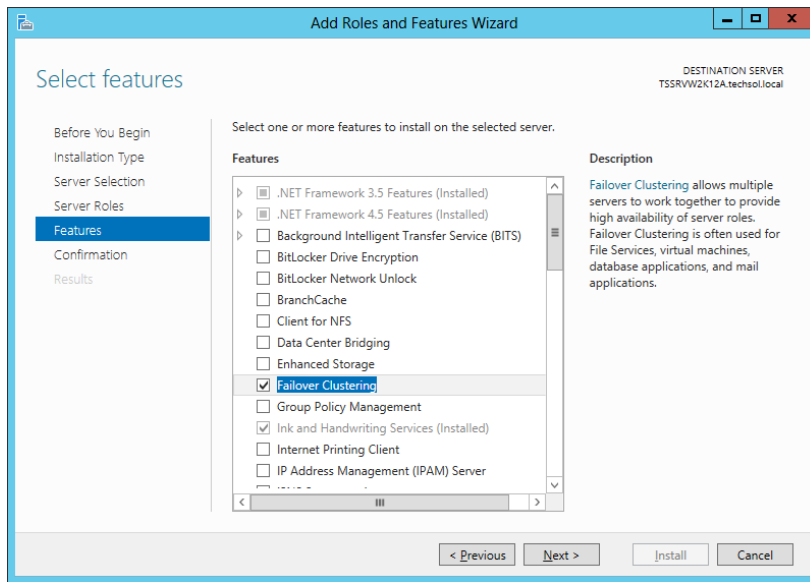 Add Roles and Features Wizard
Select features
DESTINATION SERVER
TSSRVW2K12A.techsol.local
Before You Begin
Installation Type
Server Selection
Server Roles
Features
Confirmation
Results
Select one or more features to install on the selected server.
Features
.NET Framework 3.5 Features (Installed)
.NET Framework 4.5 Features (Installed)
Background Intelligent Transfer Service (BITS)
BitLocker Drive Encryption
BitLocker Network Unlock
BranchCache
Client for NFS
Data Center Bridging
Enhanced Storage
Failover Clustering
Group Policy Management
Ink and Handwriting Services (Installed)
Internet Printing Client
IP Address Management (IPAM) Server
Description
Failover Clustering allows multiple
servers to work together to provide
high availability of server roles.
Failover Clustering is often used for
File Services, virtual machines,
database applications, and mail
applications.
< Previous
Next >
Install
Cancel